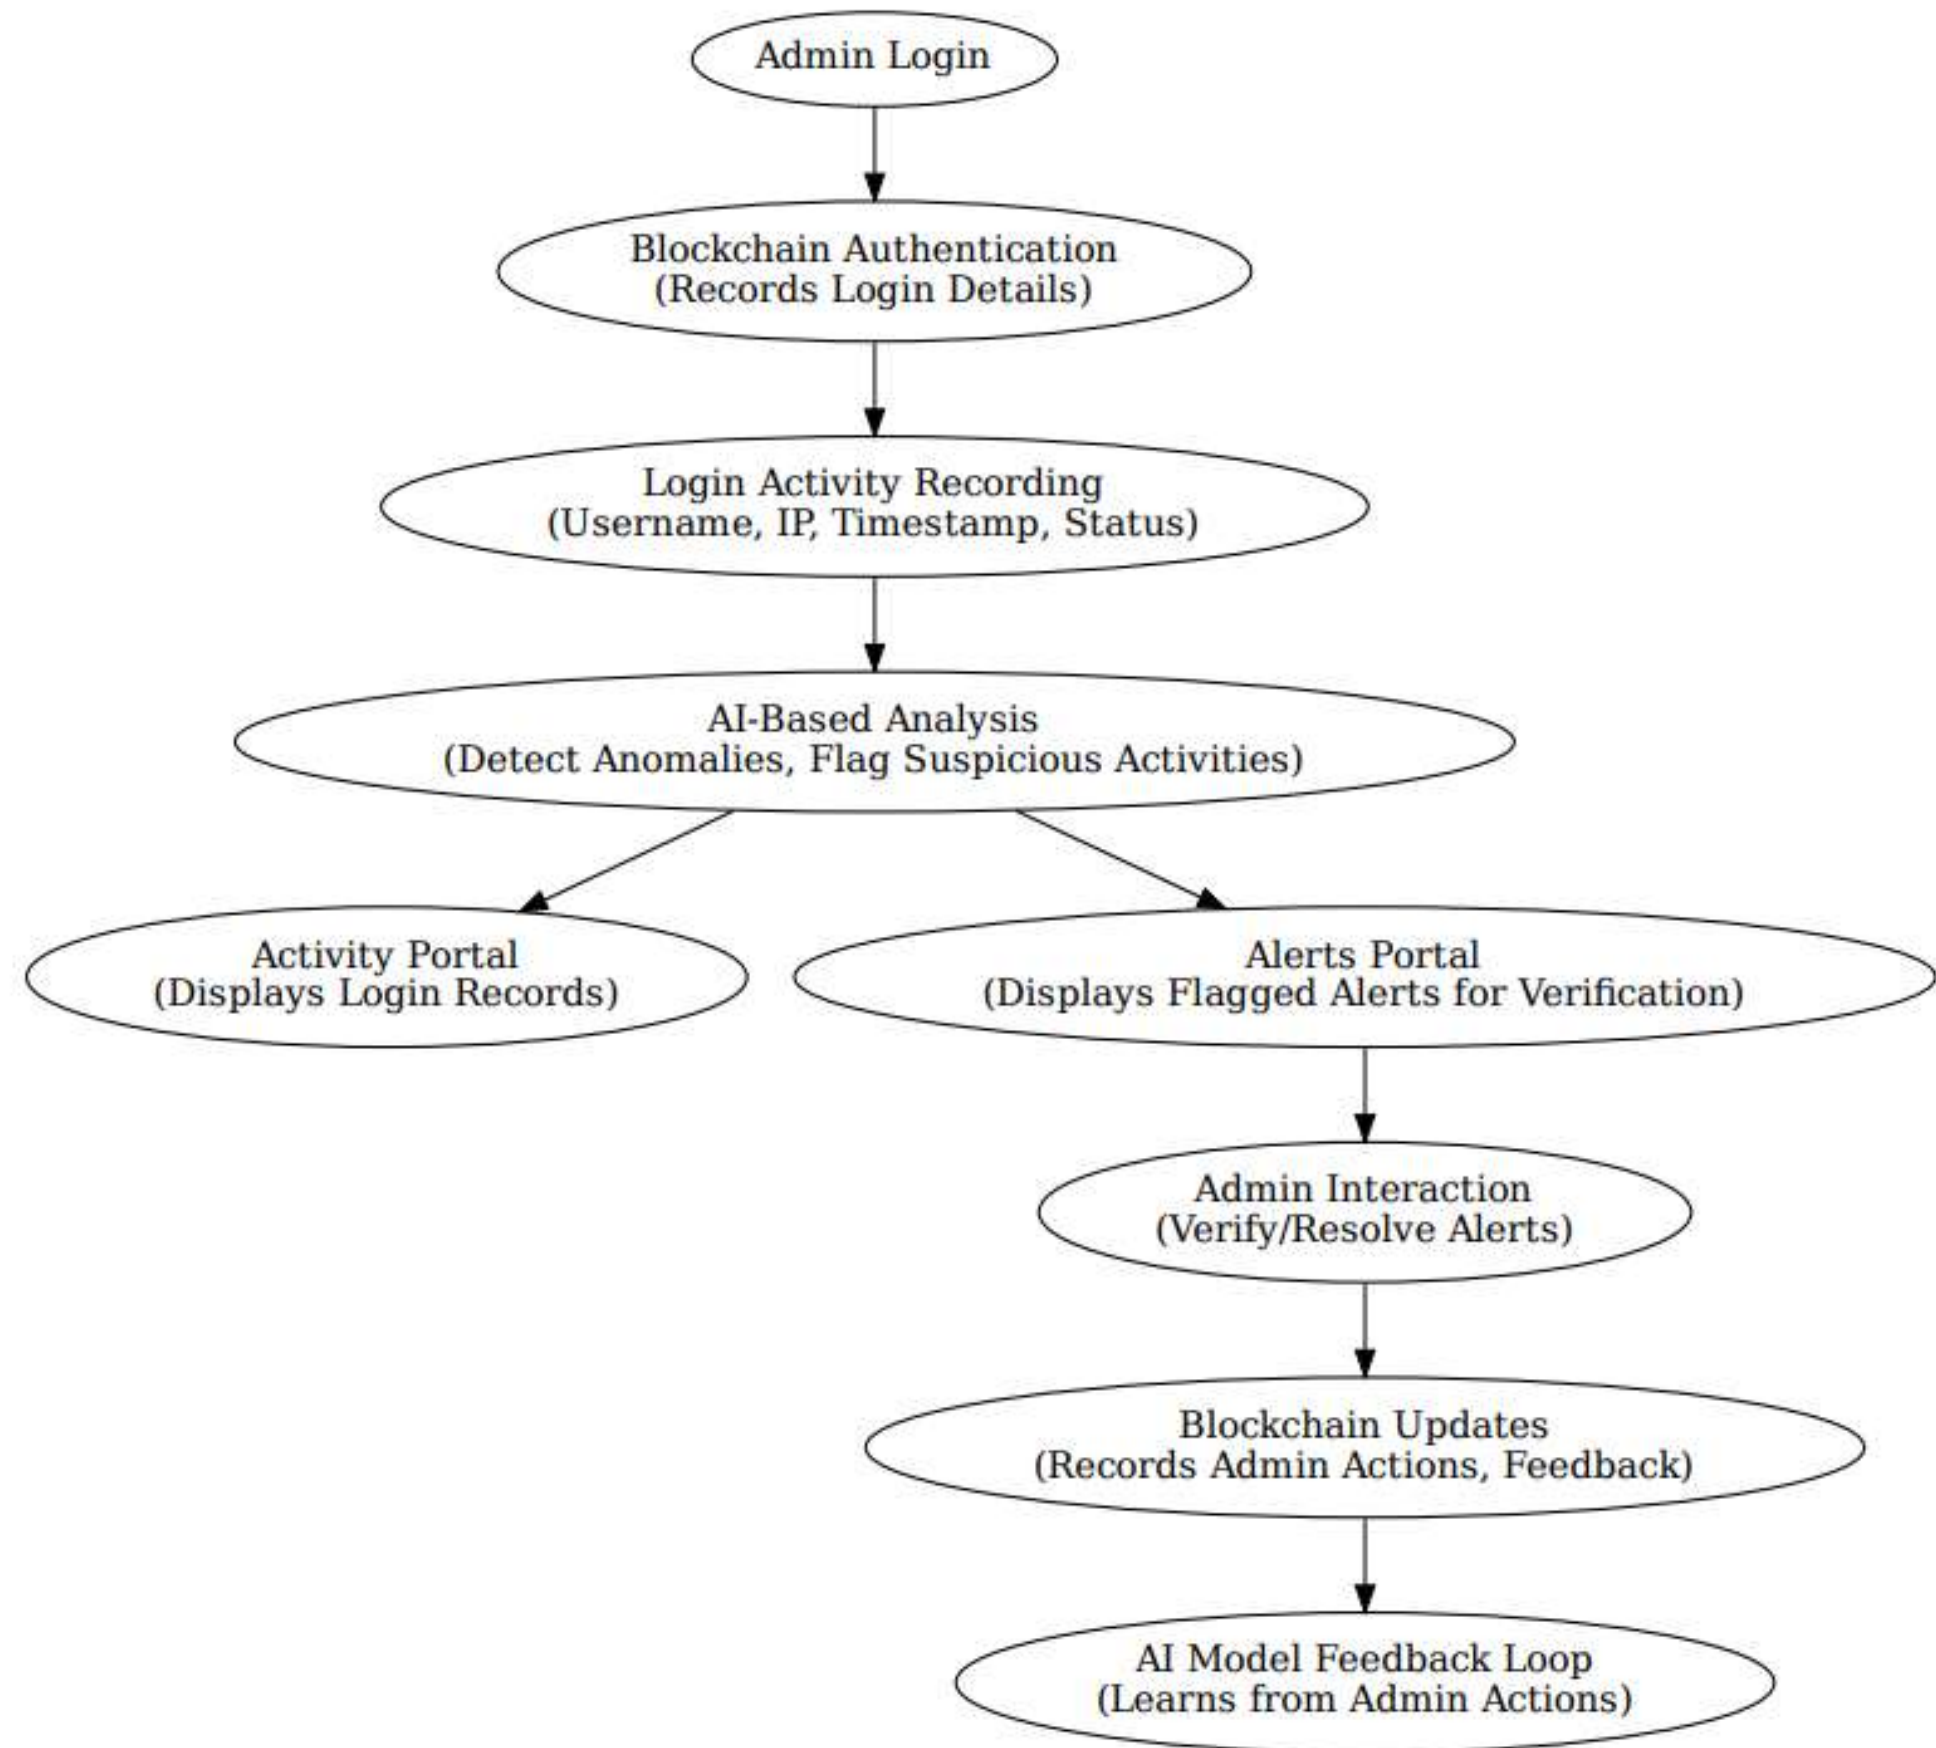 Admin Login
Blockchain Authentication
(Records Login Details)
Login Activity Recording
(Username, IP, Timestamp, Status)
AI-Based Analysis
(Detect Anomalies, Flag Suspicious Activities)
Activity Portal
(Displays Login Records)
Alerts Portal
(Displays Flagged Alerts for Verification)
Admin Interaction
(Verify/Resolve Alerts)
Blockchain Updates
(Records Admin Actions, Feedback)
AI Model Feedback Loop
(Learns from Admin Actions)